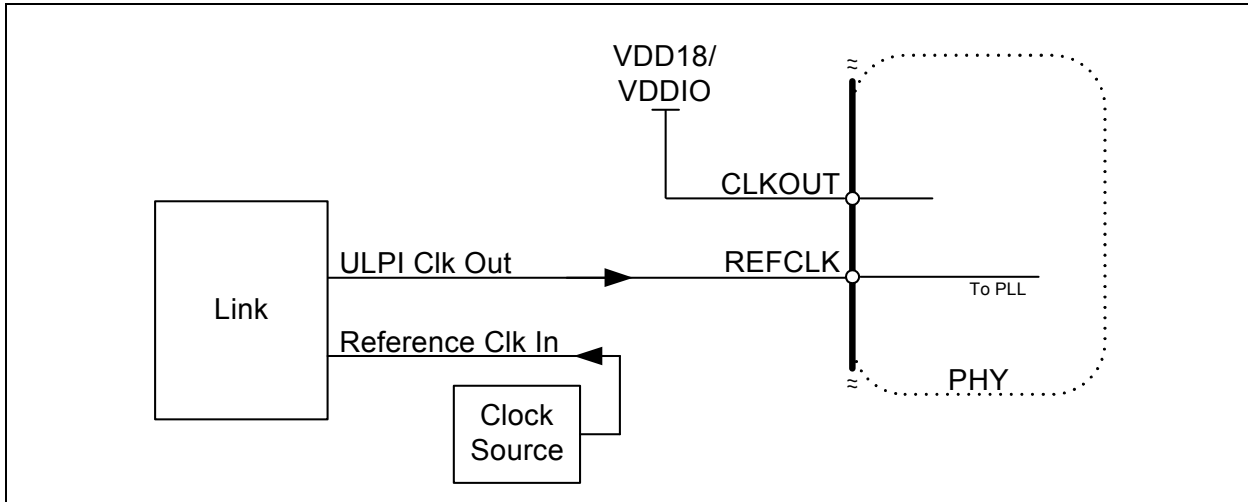 VDD18/
VDDIO
CLKOUT
ULPI Clk Out
REFCLK
To PLL
Link
Reference Clk In
PHY
Clock
Source